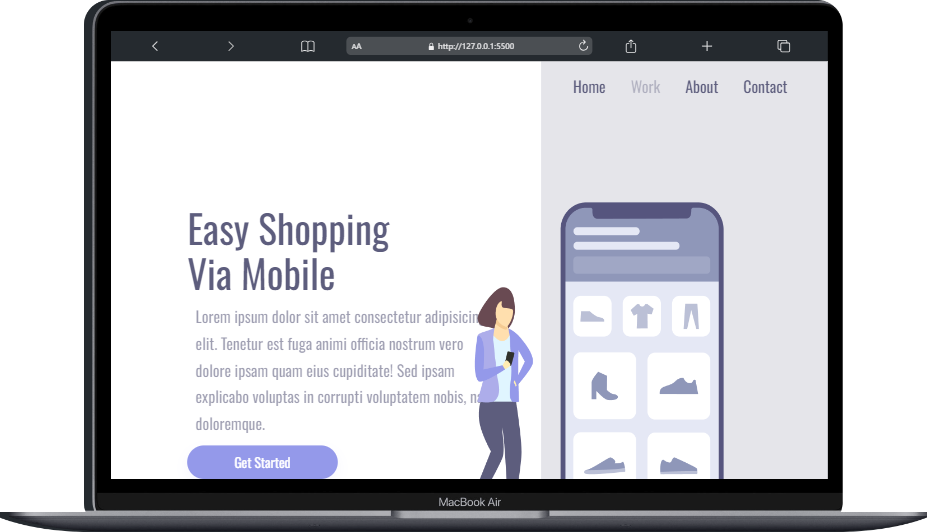 AA
http://127.0.0.1:5500
Home Work About Contact
Easy Shopping
Via Mobile
Lorem ipsum dolor sit amet consectetur adipisicin
elit. Tenetur est fuga animi officia nostrum vero
dolore ipsam quam eius cupiditate! Sed ipsam
explicabo voluptas in corrupti voluptatem nobis,
doloremque.
Get Started
MacBook Air